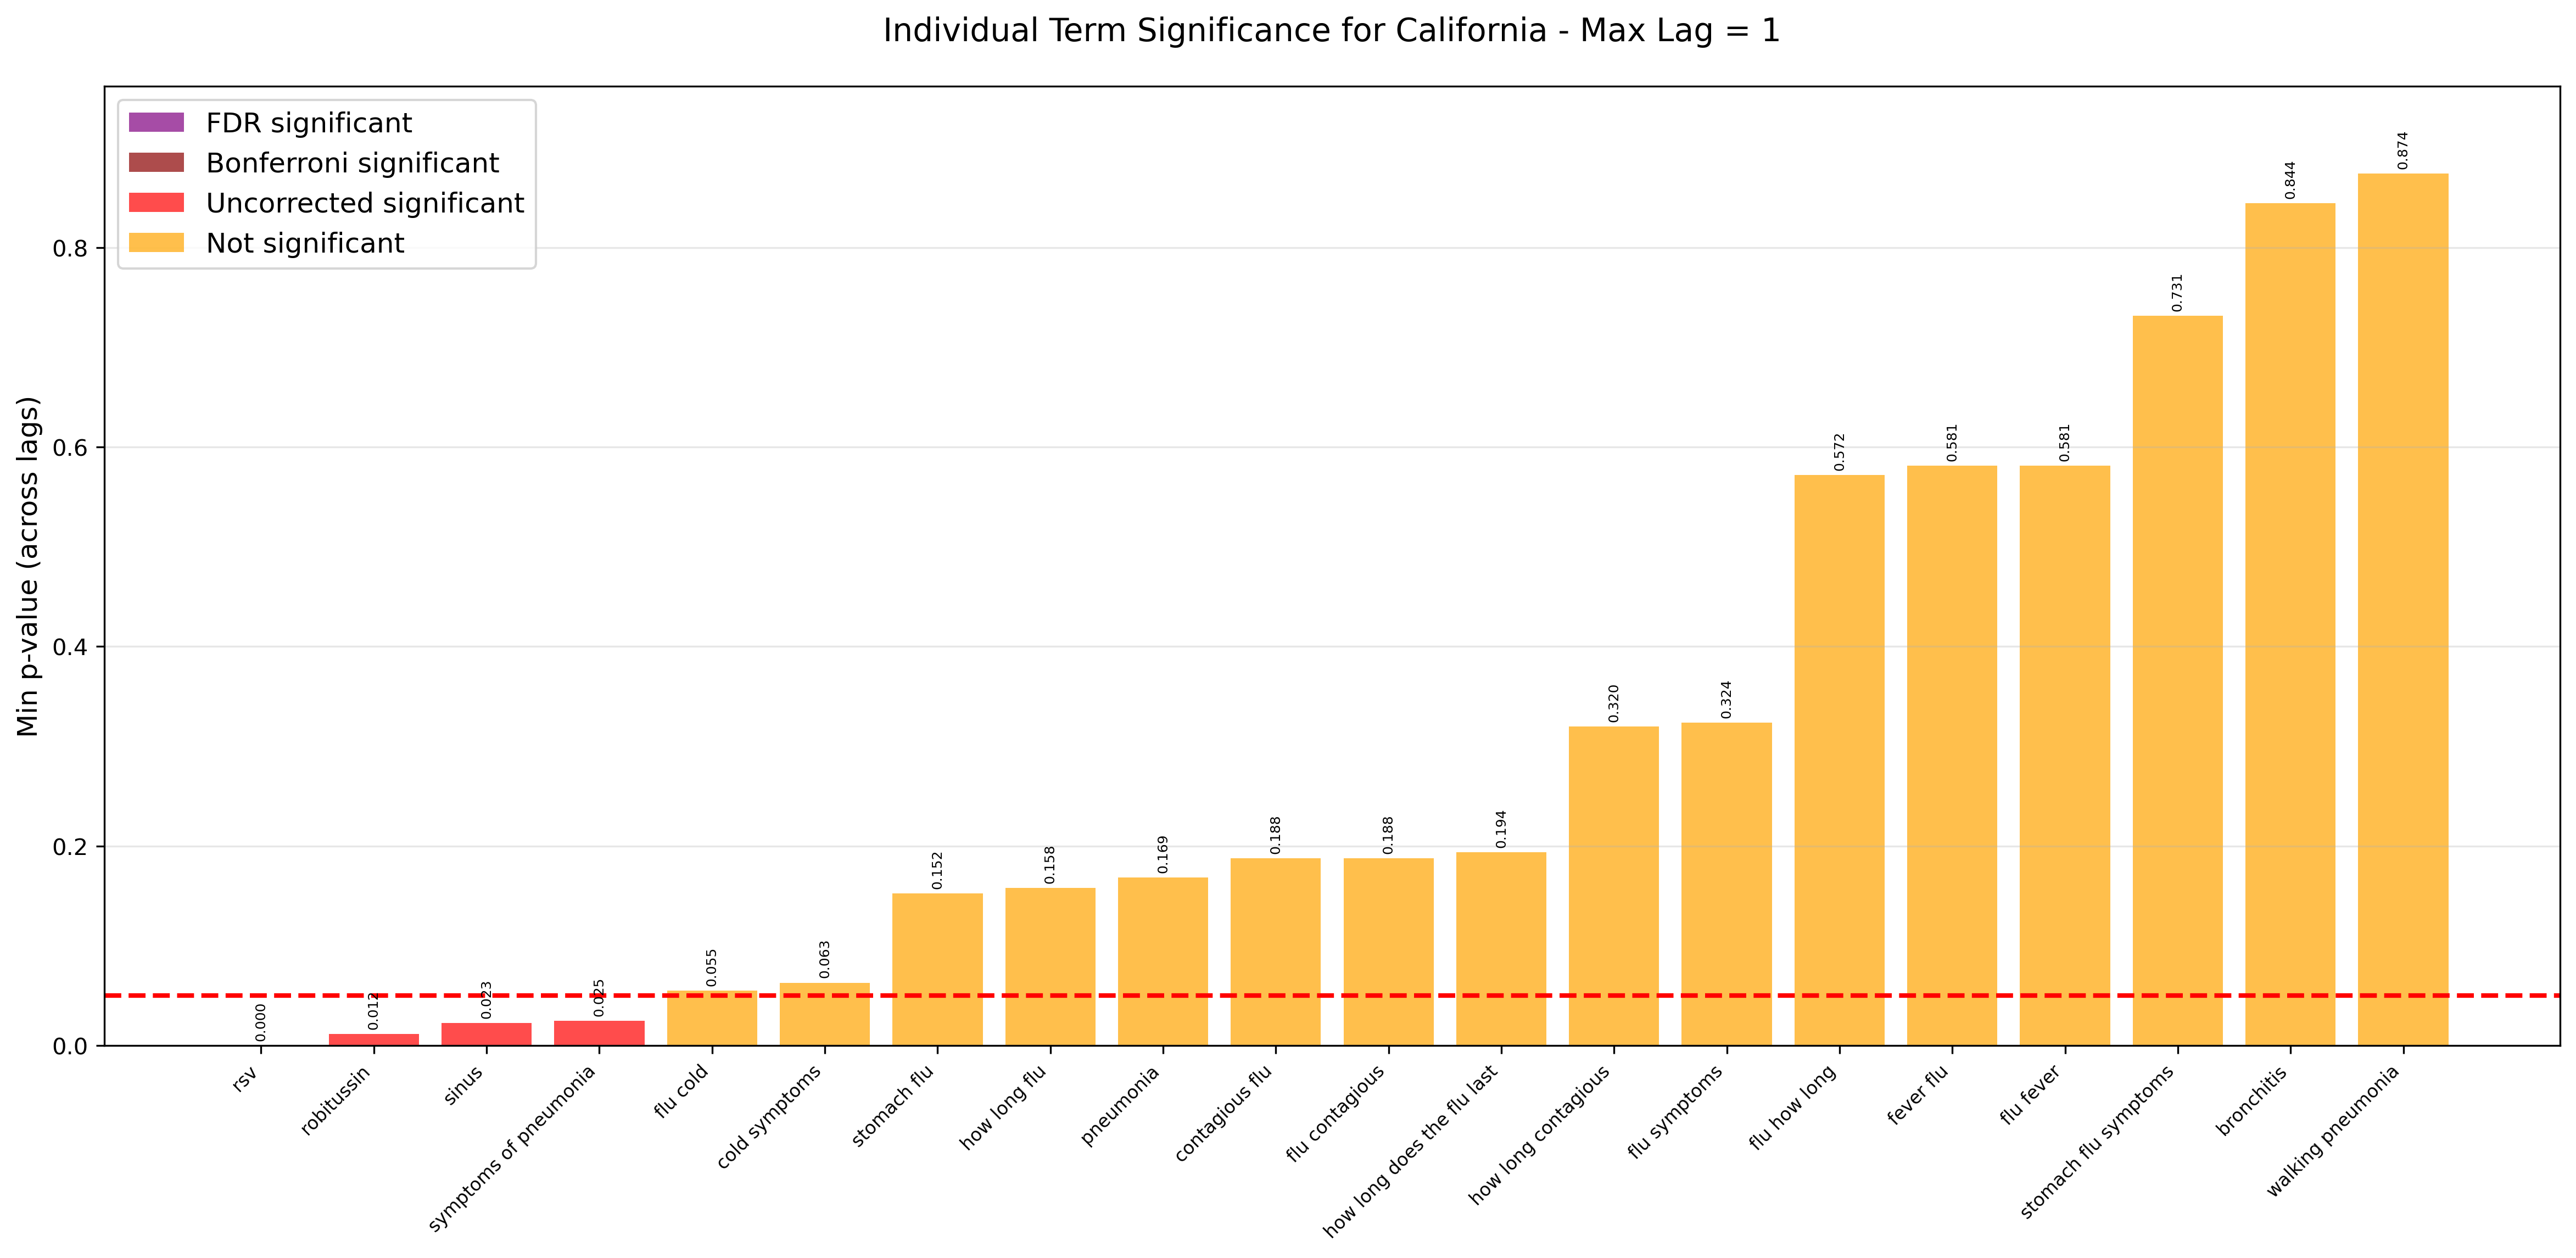 Individual Term Significance for California - Max Lag = 1
FDR significant
Bonferroni significant
Uncorrected significant
Not significant
Min p-value (across lags)
0.8
0.6
0.4
0.2
0.0
0.000
0.012
0.023
0.025
0.055
0.063
0.152
0.158
0.169
0.188
0.188
0.194
0.320
0.324
0.572
0.581
0.581
0.731
0.844
0.874
rsv
robitussin
sinus
symptoms of pneumonia
flu cold
cold symptoms
stomach flu
how long flu
pneumonia
contagious flu
flu contagious
how long does the flu last
how long contagious
flu symptoms
flu how long
fever flu
flu fever
stomach flu symptoms
bronchitis
walking pneumonia